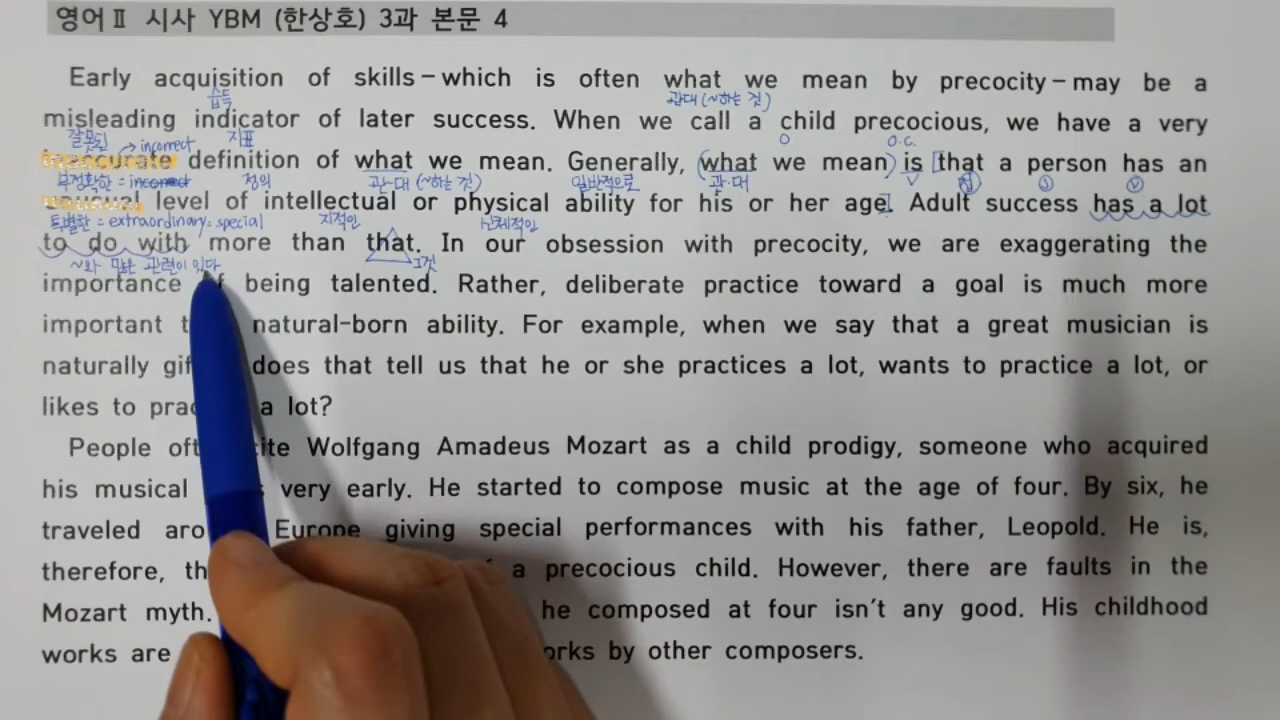 영어Ⅱ 시사 YBM (한상호) 3과 본문 4
Early acquisition of skills – which is often what we mean by precocity – may be a
습득 관대 (~하는 것)
misleading indicator of later success. When we call a child precocious, we have a very
잘못된 → incorrect 지표 O O.C.
inaccurate definition of what we mean. Generally, (what we mean) is [that a person has an
부정확한 = incorrect 정의 관·대 (~하는 것) 일반적으로 관·대 V S V
unusual level of intellectual or physical ability for his or her age]. Adult success has a lot
특별한 = extraordinary = special 지적인 신체적인
to do with more than that. In our obsession with precocity, we are exaggerating the
~와 많은 관련이 있다 그것
importance of being talented. Rather, deliberate practice toward a goal is much more
important natural-born ability. For example, when we say that a great musician is
naturally does that tell us that he or she practices a lot, wants to practice a lot, or
likes to a lot?
People Wolfgang Amadeus Mozart as a child prodigy, someone who acquired
his musical very early. He started to compose music at the age of four. By six, he
traveled Europe giving special performances with his father, Leopold. He is,
therefore, a precocious child. However, there are faults in the
Mozart myth. he composed at four isn't any good. His childhood
works are by other composers.